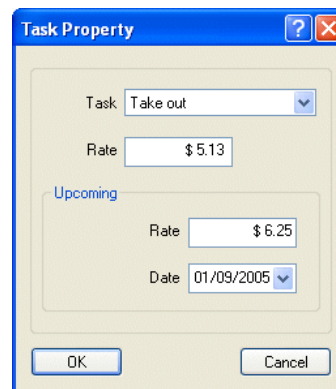 Task Property
Task Take out
Rate $ 5.13
Upcoming
Rate $ 6.25
Date 01/09/2005
OK Cancel